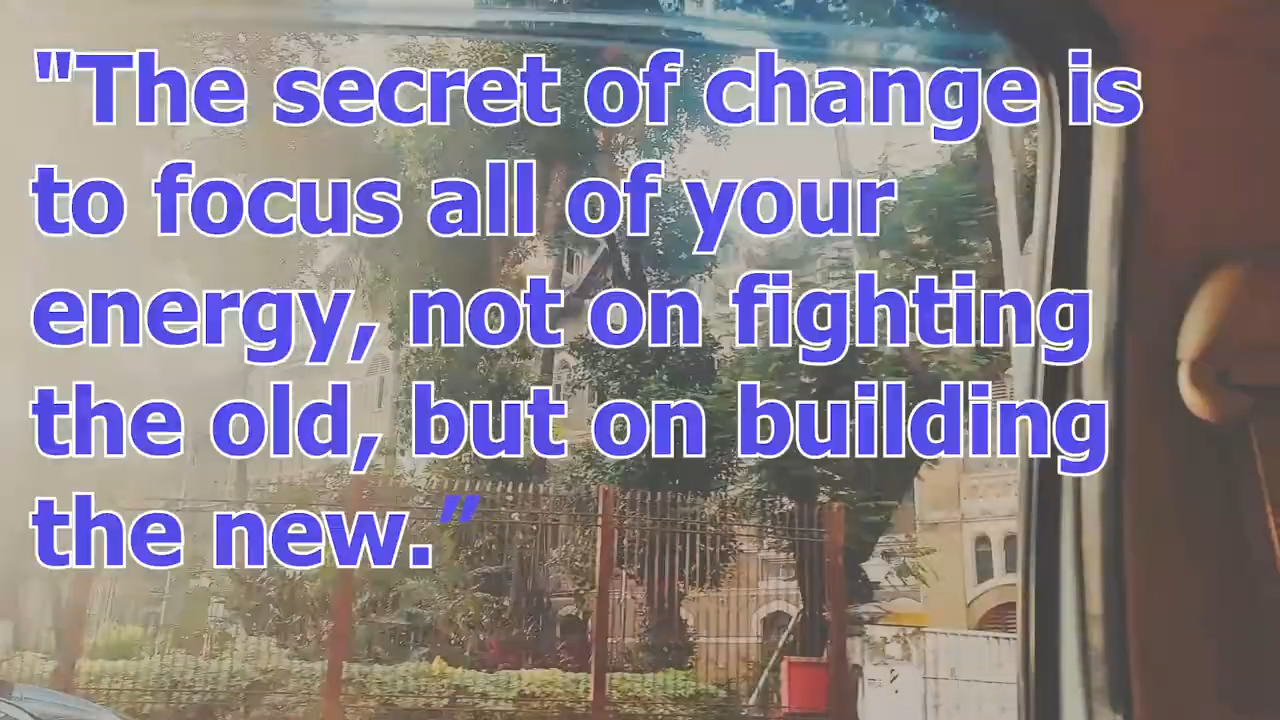 "The secret of change is
to focus all of your
energy, not on fighting
the old, but on building
the new.”